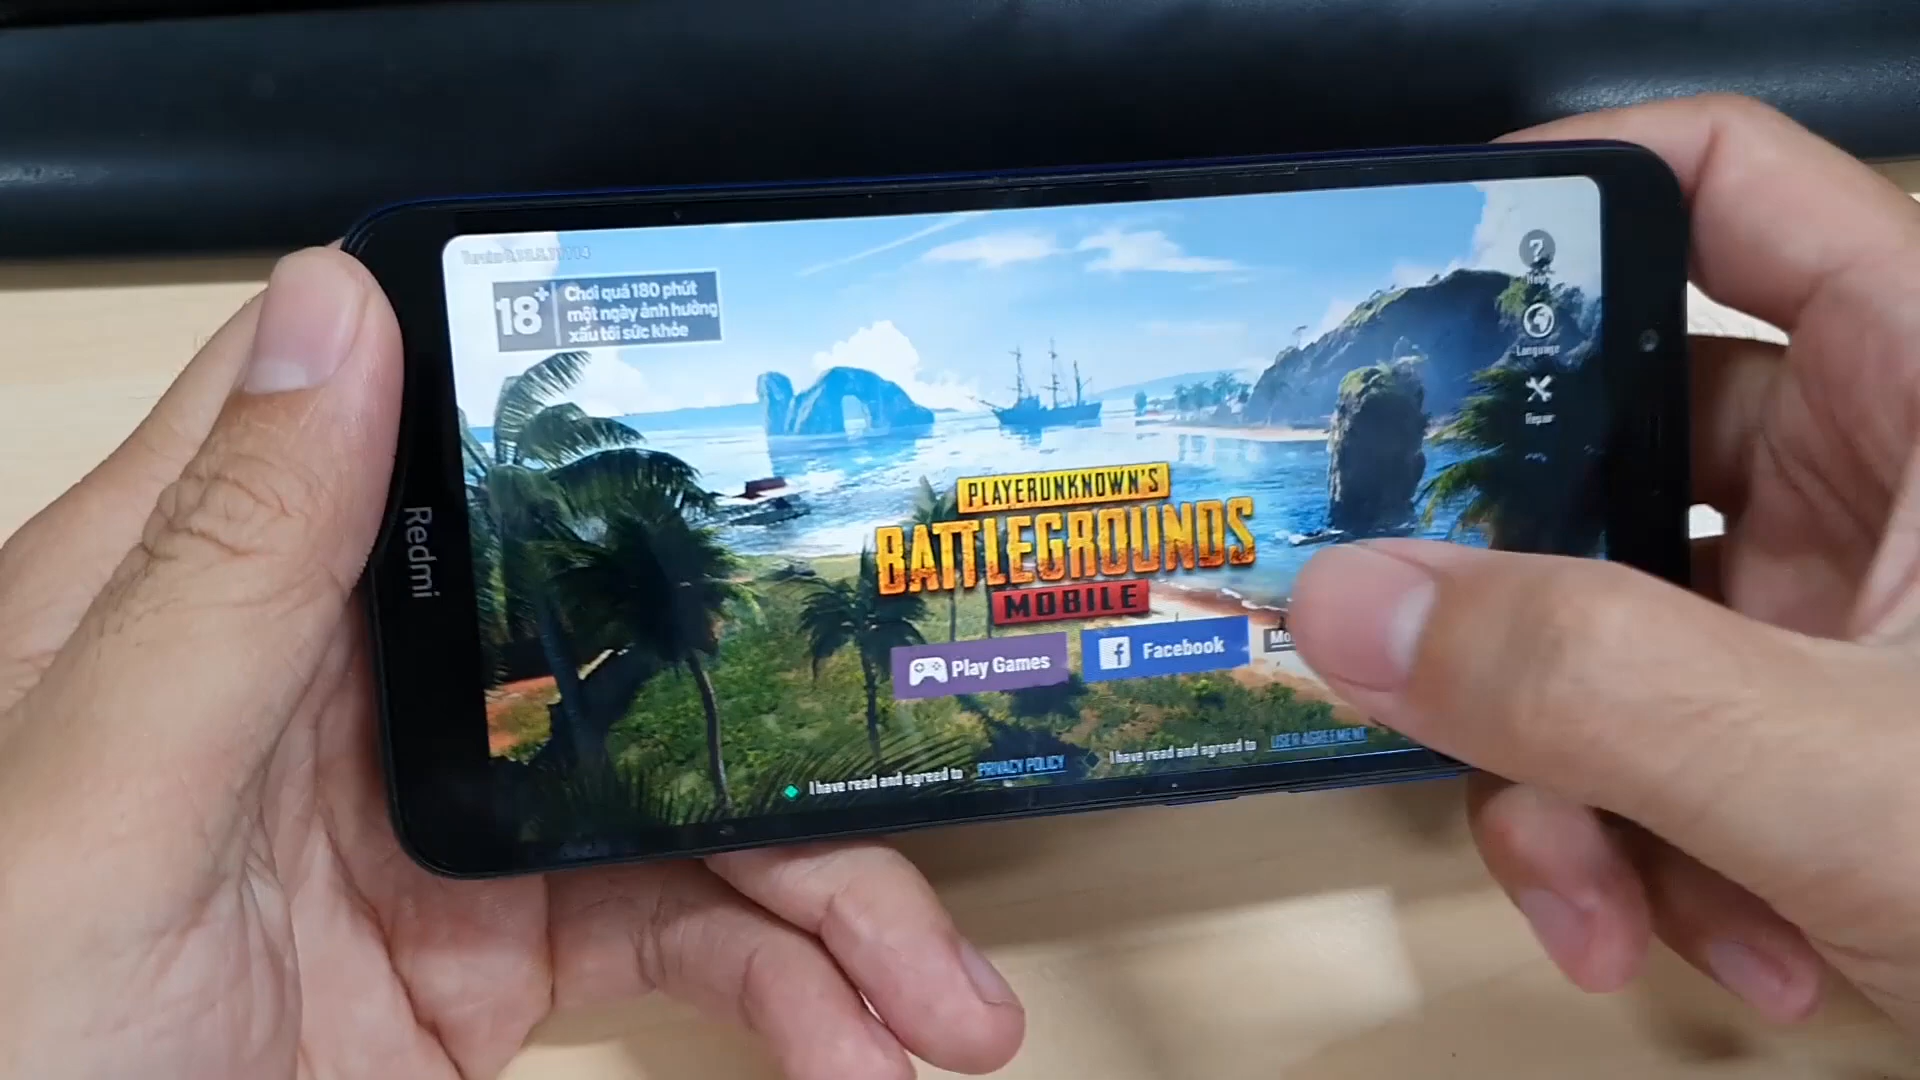 18+
Chơi quá 180 phút
một ngày ảnh hưởng
xấu tới sức khỏe
Help
Language
Repair
Redmi
PLAYERUNKNOWN'S
BATTLEGROUNDS
MOBILE
Play Games
Facebook
I have read and agreed to PRIVACY POLICY
I have read and agreed to USER AGREEMENT